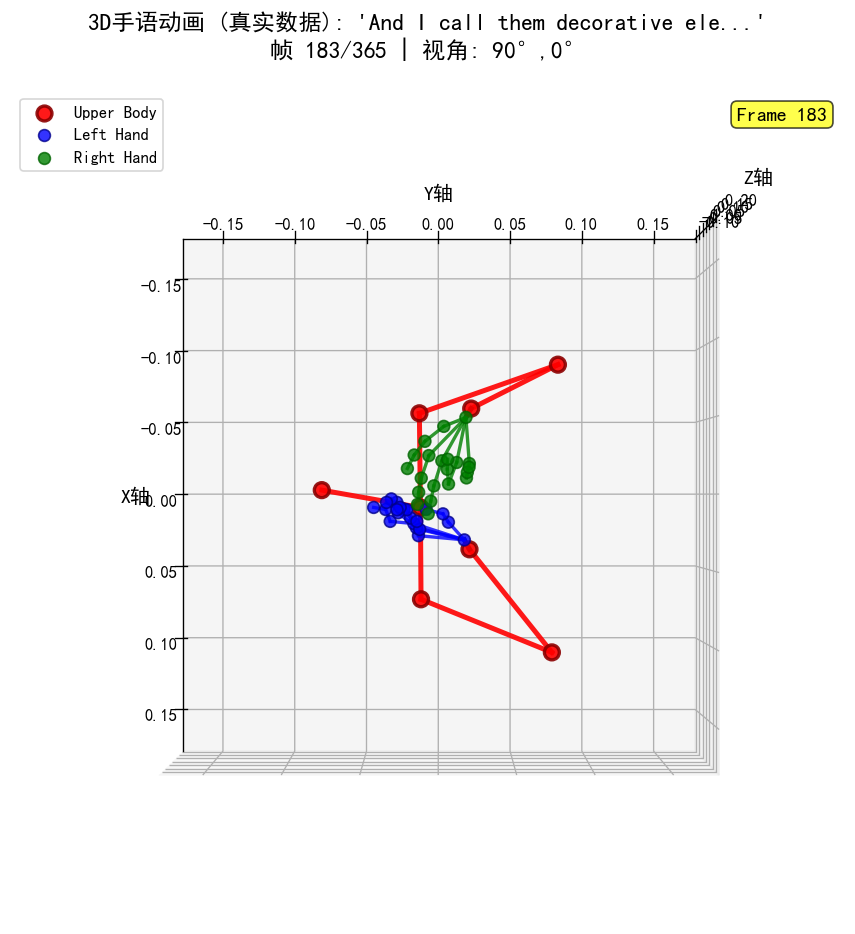 3D手语动画 (真实数据): 'And I call them decorative ele...'
帧 183/365 | 视角: 90°,0°
Upper Body
Left Hand
Right Hand
Frame 183
Z轴
Y轴
-0.15 -0.10 -0.05 0.00 0.05 0.10 0.15
-0.15
-0.10
-0.05
X轴
0.00
0.05
0.10
0.15